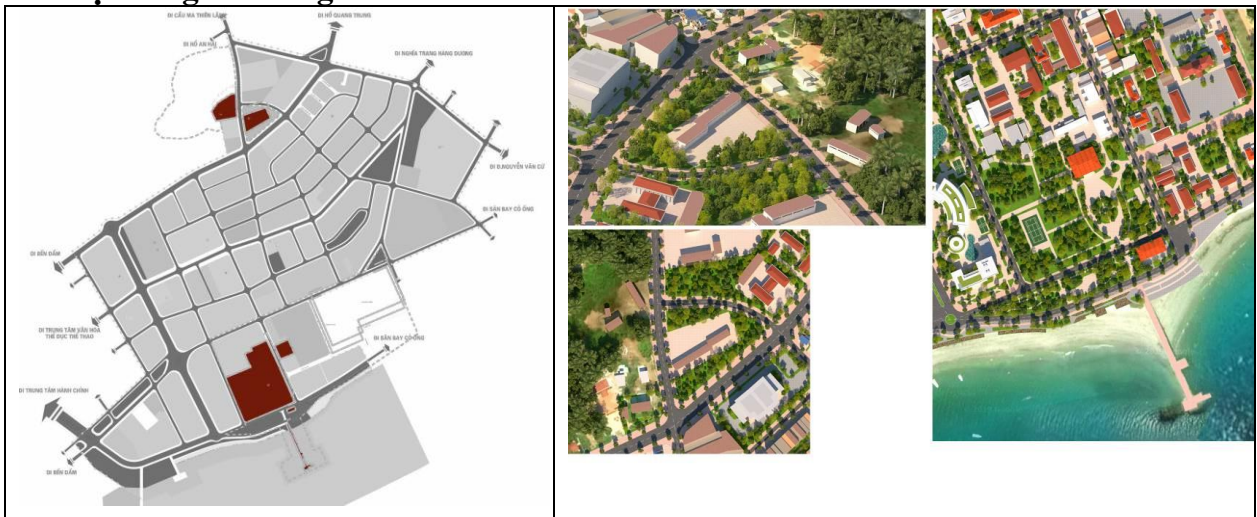 ĐI CẦU MA THIÊN LÃNH
ĐI HỒ QUANG TRUNG
ĐI HỒ AN HẢI
ĐI NGHĨA TRANG HÀNG DƯƠNG
ĐI Đ.NGUYỄN VĂN CỪ
ĐI SÂN BAY CỎ ỐNG
ĐI BẾN ĐẦM
ĐI TRUNG TÂM VĂN HÓA
THỂ DỤC THỂ THAO
ĐI SÂN BAY CỎ ỐNG
ĐI TRUNG TÂM HÀNH CHÍNH
ĐI BẾN ĐẦM